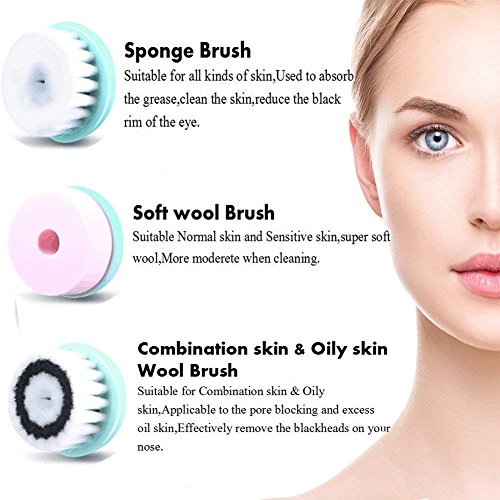 Sponge Brush
Suitable for all kinds of skin,Used to absorb
the grease,clean the skin,reduce the black
rim of the eye.
Soft wool Brush
Suitable Normal skin and Sensitive skin,super soft
wool,More moderete when cleaning.
Combination skin & Oily skin
Wool Brush
Suitable for Combination skin & Oily
skin,Applicable to the pore blocking and excess
oil skin,Effectively remove the blackheads on your
nose.